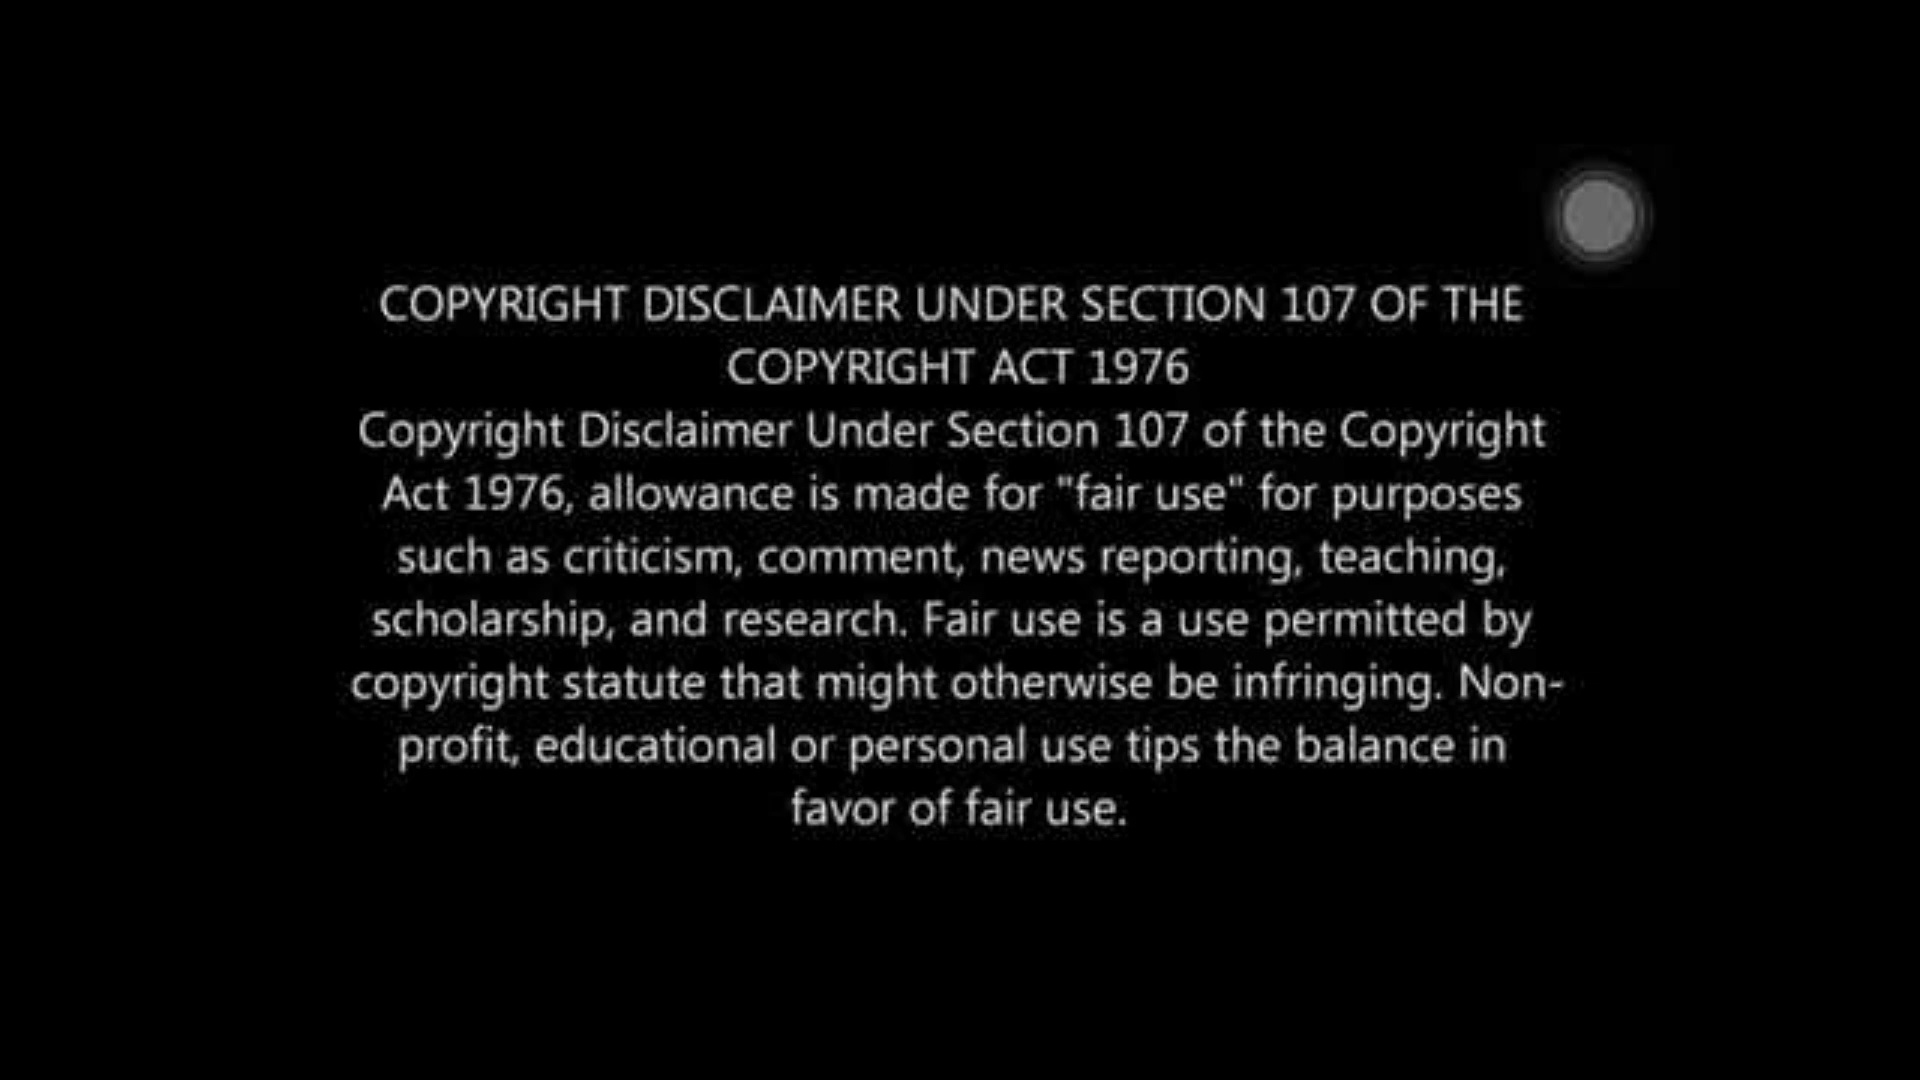 COPYRIGHT DISCLAIMER UNDER SECTION 107 OF THE
COPYRIGHT ACT 1976
Copyright Disclaimer Under Section 107 of the Copyright
Act 1976, allowance is made for "fair use" for purposes
such as criticism, comment, news reporting, teaching,
scholarship, and research. Fair use is a use permitted by
copyright statute that might otherwise be infringing. Non-
profit, educational or personal use tips the balance in
favor of fair use.